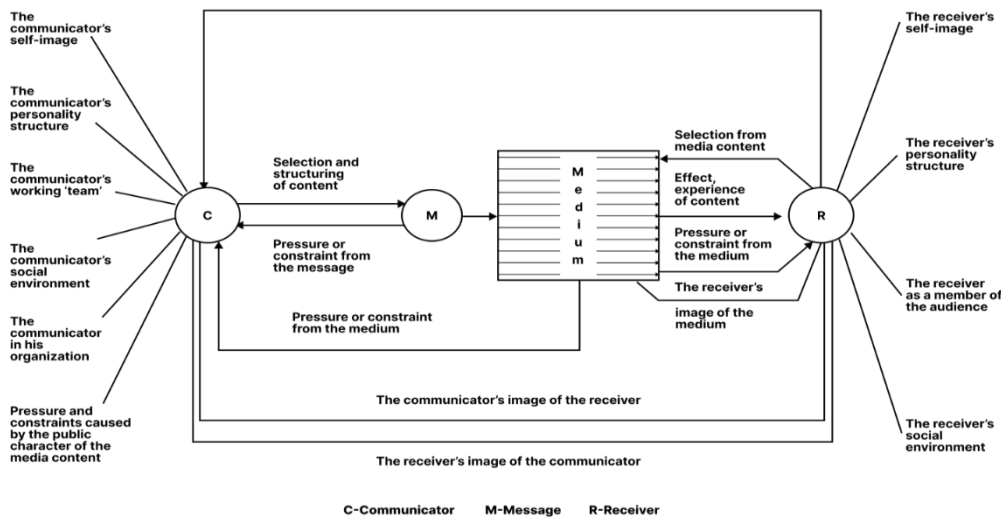 The
communicator's
self-image
The
communicator's
personality
structure
The
communicator's
working 'team'
The
communicator's
social
environment
The
communicator
in his
organization
Pressure and
constraints caused
by the public
character of the
media content
C
Selection and
structuring
of content
Pressure or
constraint from
the message
M
Pressure or constraint
from the medium
Medium
Selection from
media content
Effect,
experience
of content
Pressure or
constraint from
the medium
The receiver's
image of the
medium
R
The receiver's
self-image
The receiver's
personality
structure
The receiver
as a member of
the audience
The receiver's
social
environment
The communicator's image of the receiver
The receiver's image of the communicator
C-Communicator M-Message R-Receiver